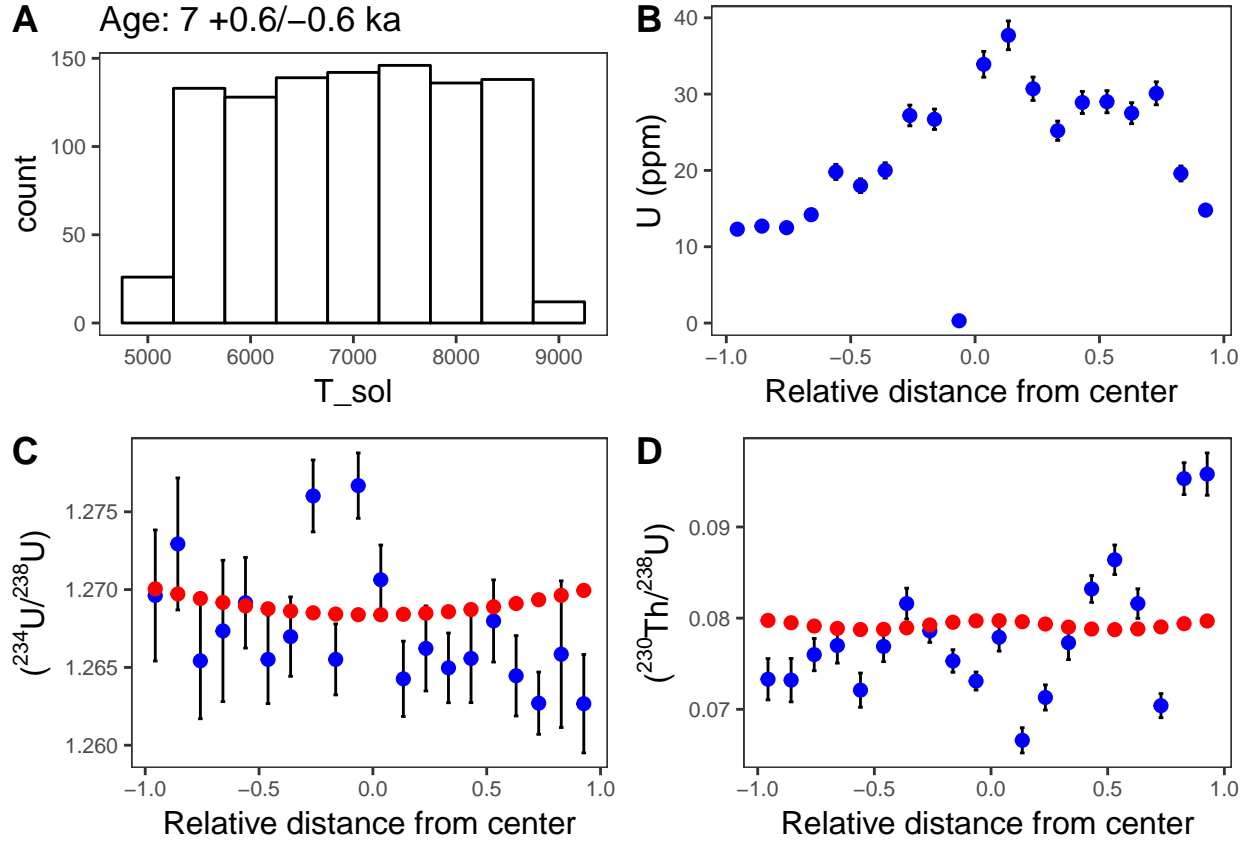 A Age: 7 +0.6/−0.6 ka
150
100
50
0
count
5000 6000 7000 8000 9000
T_sol
B
40
30
20
10
0
U (ppm)
−1.0 −0.5 0.0 0.5 1.0
Relative distance from center
C
1.275
1.270
1.265
1.260
(²³⁴U/²³⁸U)
−1.0 −0.5 0.0 0.5 1.0
Relative distance from center
D
0.09
0.08
0.07
(²³⁰Th/²³⁸U)
−1.0 −0.5 0.0 0.5 1.0
Relative distance from center